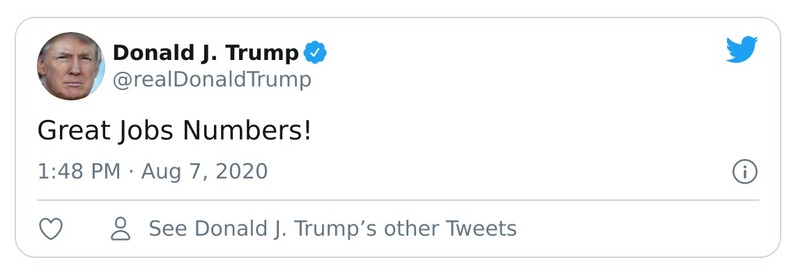 Donald J. Trump
@realDonaldTrump
Great Jobs Numbers!
1:48 PM · Aug 7, 2020
See Donald J. Trump’s other Tweets